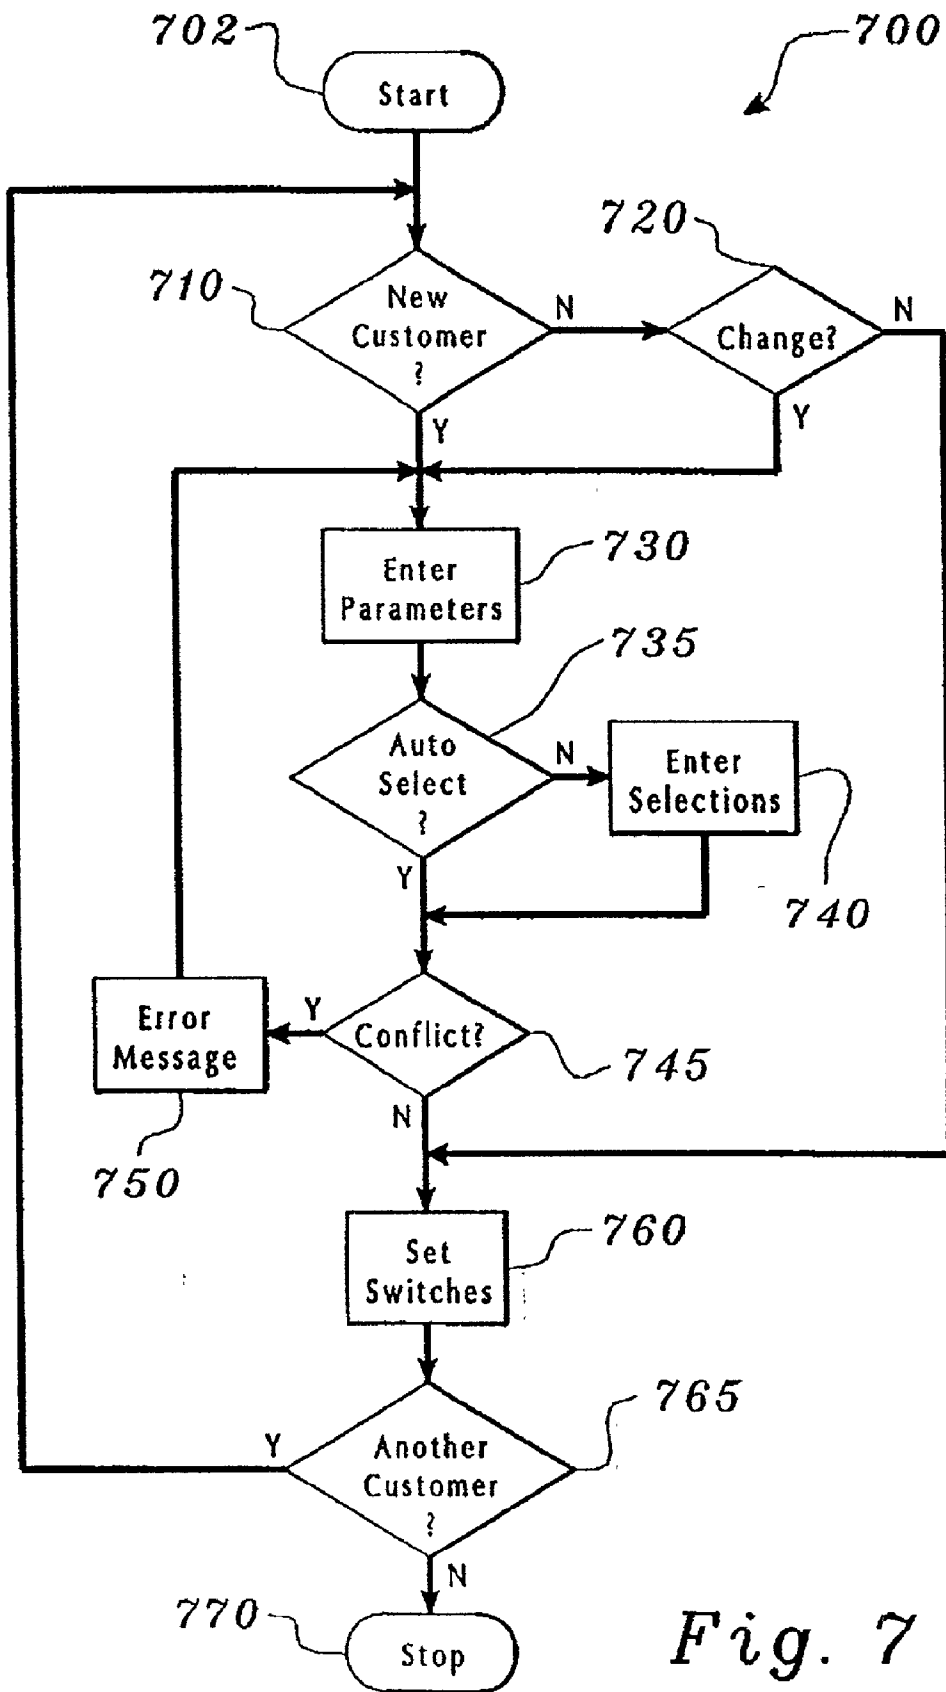 702
700
Start
720
710
New
Customer
?
N
Change?
N
Y
Y
730
Enter
Parameters
735
Auto
Select
?
N
Enter
Selections
Y
740
Y
Conflict?
Error
Message
745
N
750
760
Set
Switches
765
Y
Another
Customer
?
N
770
Stop
Fig. 7